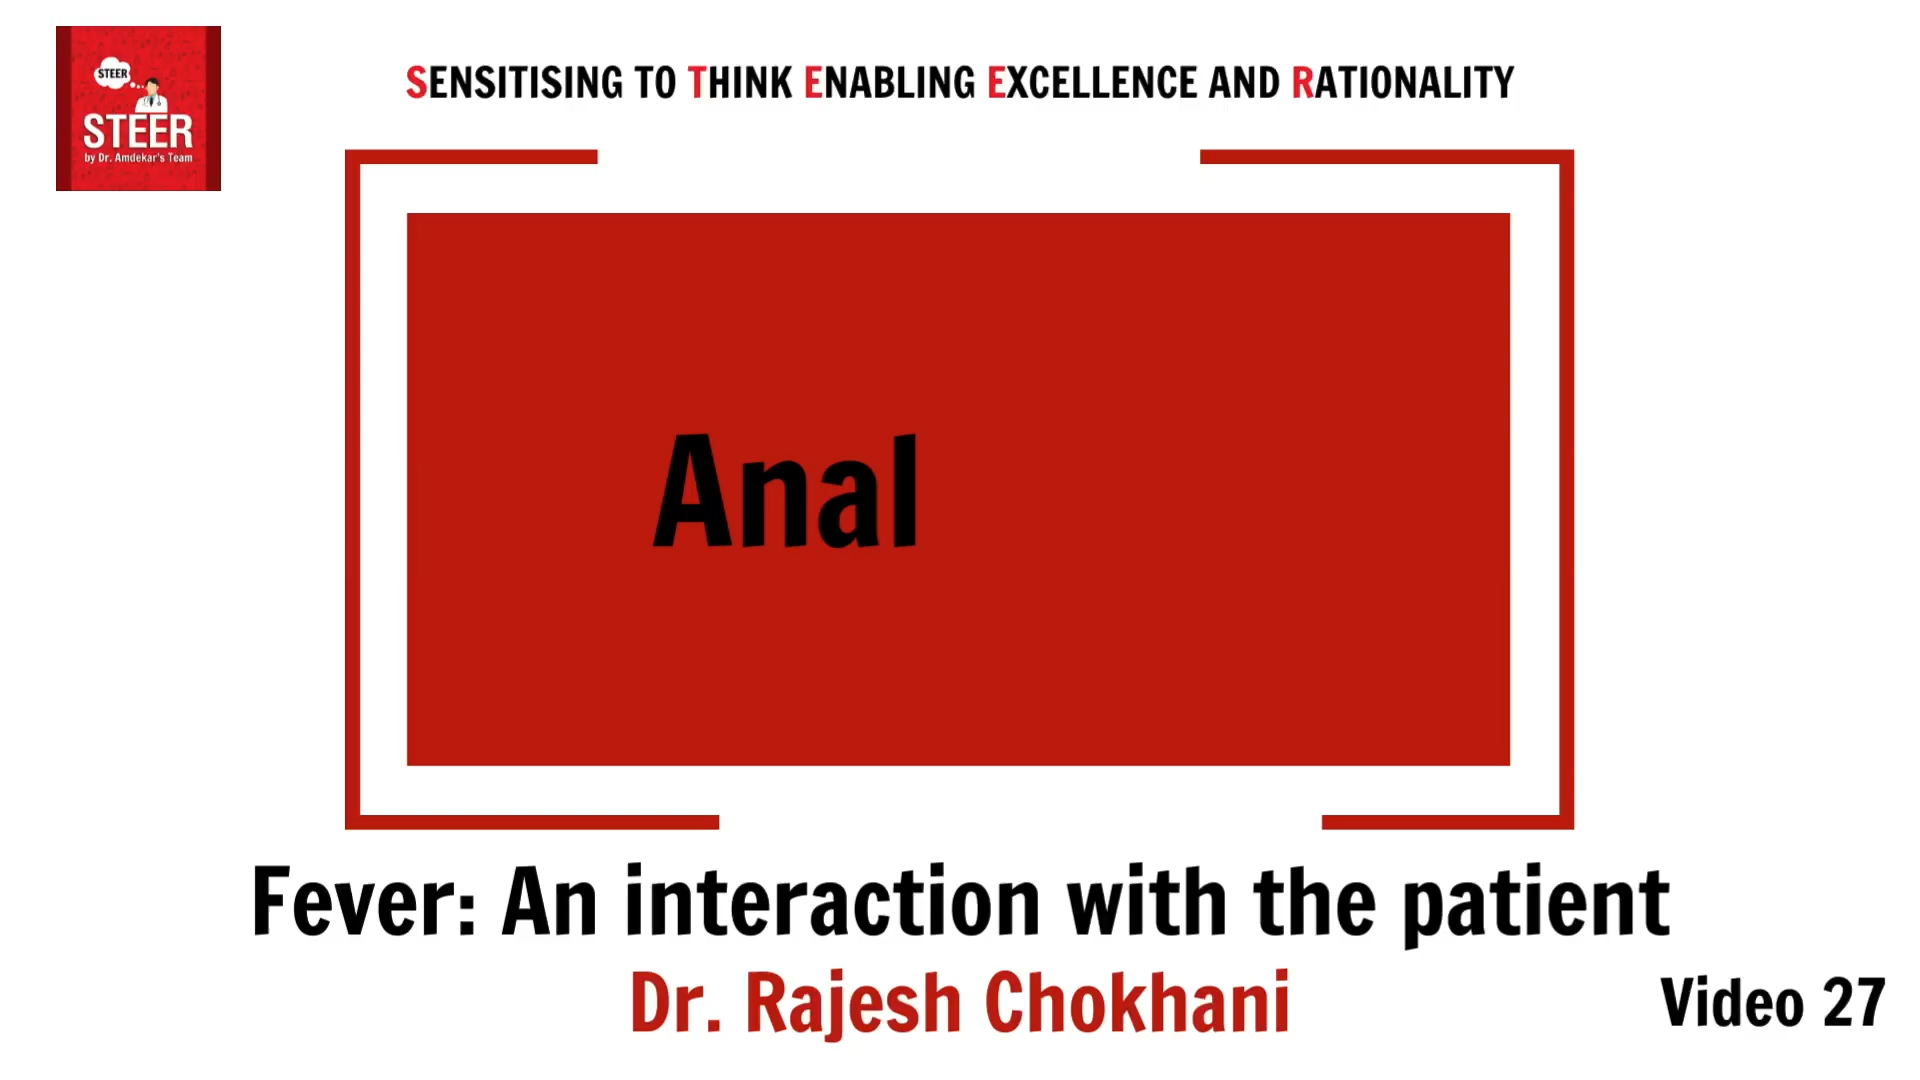 STEER
STEER
by Dr. Amdekar's Team
SENSITISING TO THINK ENABLING EXCELLENCE AND RATIONALITY
Anal
Fever: An interaction with the patient
Dr. Rajesh Chokhani
Video 27